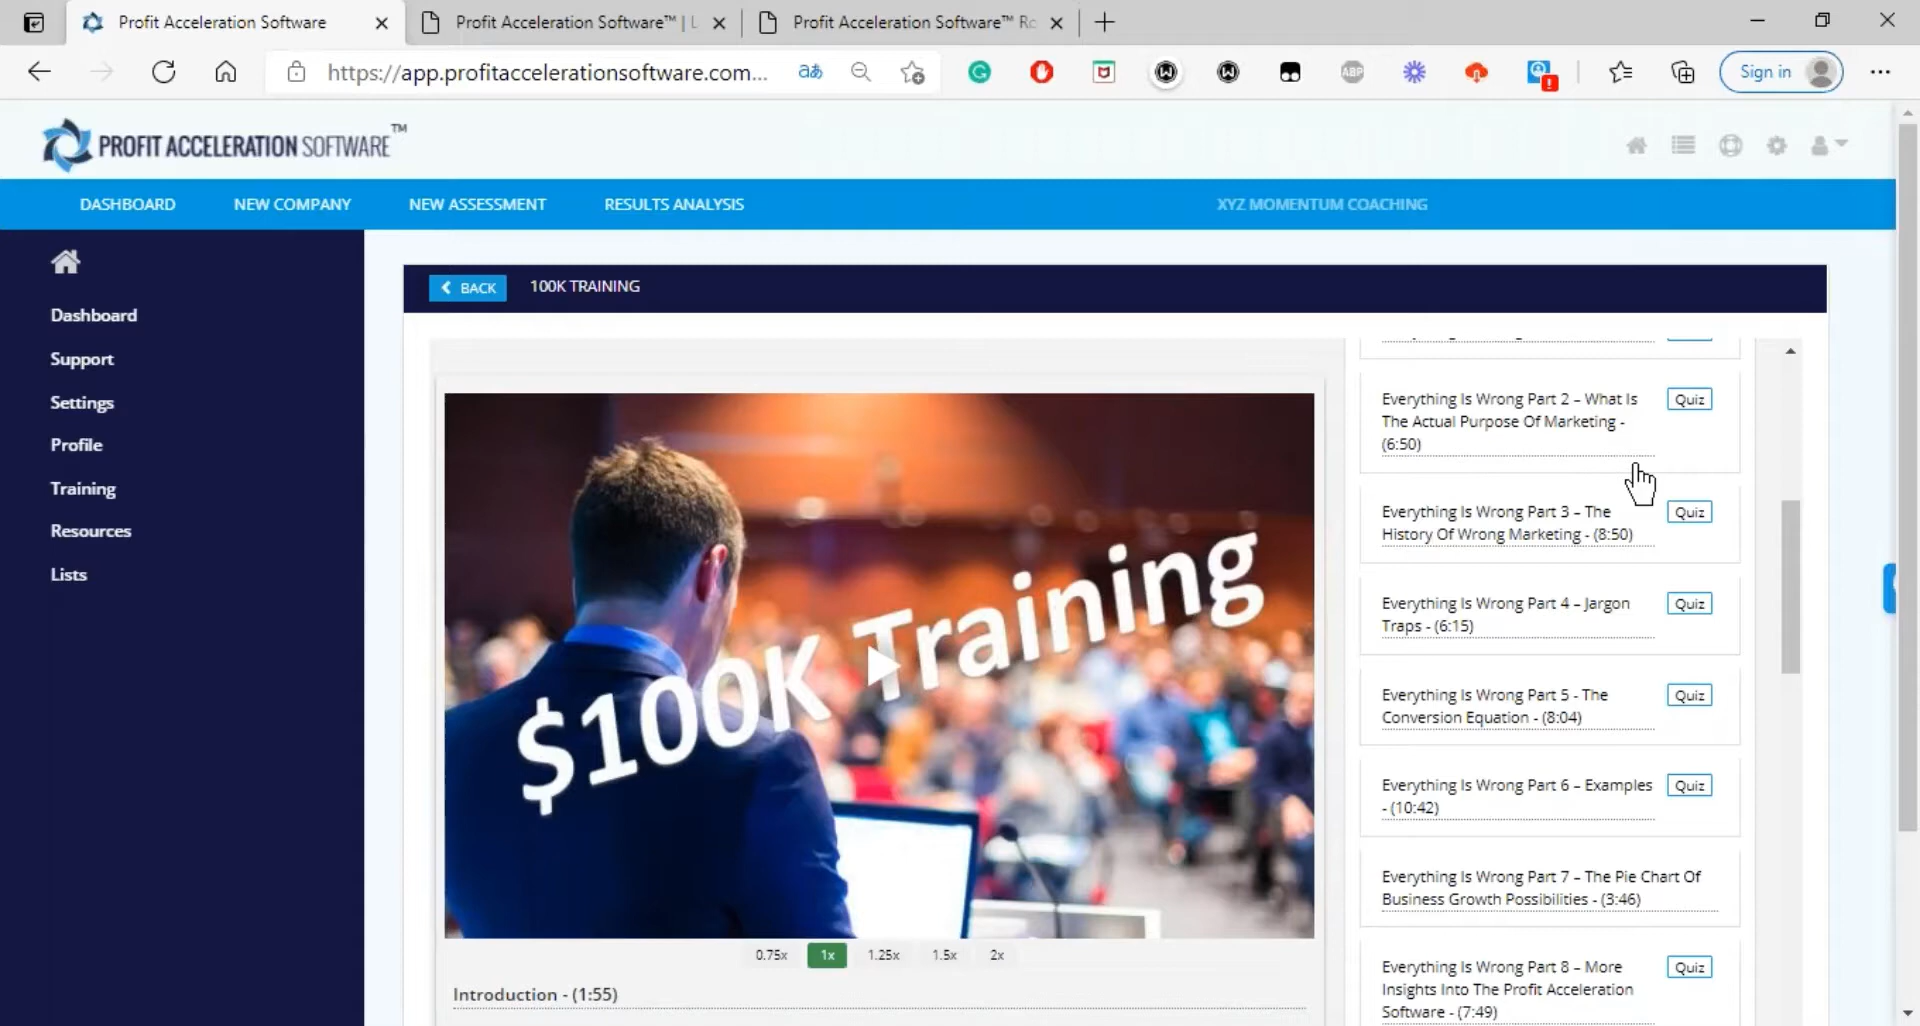 Profit Acceleration Software
Profit Acceleration Software™ |
Profit Acceleration Software™ Ro
https://app.profitaccelerationsoftware.com...
Sign in
PROFIT ACCELERATION SOFTWARE™
DASHBOARD
NEW COMPANY
NEW ASSESSMENT
RESULTS ANALYSIS
XYZ MOMENTUM COACHING
Dashboard
Support
Settings
Profile
Training
Resources
Lists
BACK
100K TRAINING
$100K Training
0.75x
1x
1.25x
1.5x
2x
Introduction - (1:55)
Everything Is Wrong Part 2 – What Is
The Actual Purpose Of Marketing -
(6:50)
Quiz
Everything Is Wrong Part 3 – The
History Of Wrong Marketing - (8:50)
Quiz
Everything Is Wrong Part 4 – Jargon
Traps - (6:15)
Quiz
Everything Is Wrong Part 5 - The
Conversion Equation - (8:04)
Quiz
Everything Is Wrong Part 6 – Examples
- (10:42)
Quiz
Everything Is Wrong Part 7 – The Pie Chart Of
Business Growth Possibilities - (3:46)
Everything Is Wrong Part 8 – More
Insights Into The Profit Acceleration
Software - (7:49)
Quiz